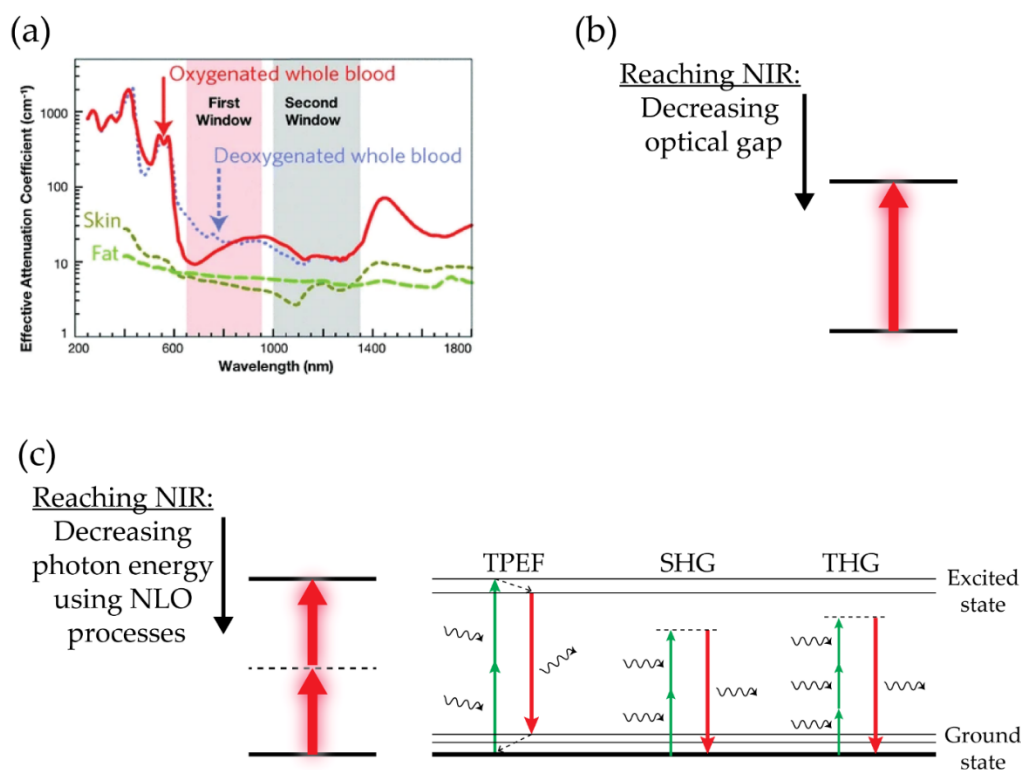 (a)
Oxygenated whole blood
First
Window
Second
Window
Deoxygenated whole blood
Skin
Fat
Effective Attenuation Coefficient (cm⁻¹)
1000
100
10
1
200
600
1000
1400
1800
Wavelength (nm)
(b)
Reaching NIR:
Decreasing
optical gap
(c)
Reaching NIR:
Decreasing
photon energy
using NLO
processes
TPEF
SHG
THG
Excited
state
Ground
state